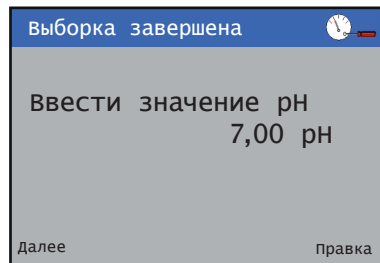 Выборка завершена
Ввести значение pH
7,00 pH
Далее
Правка